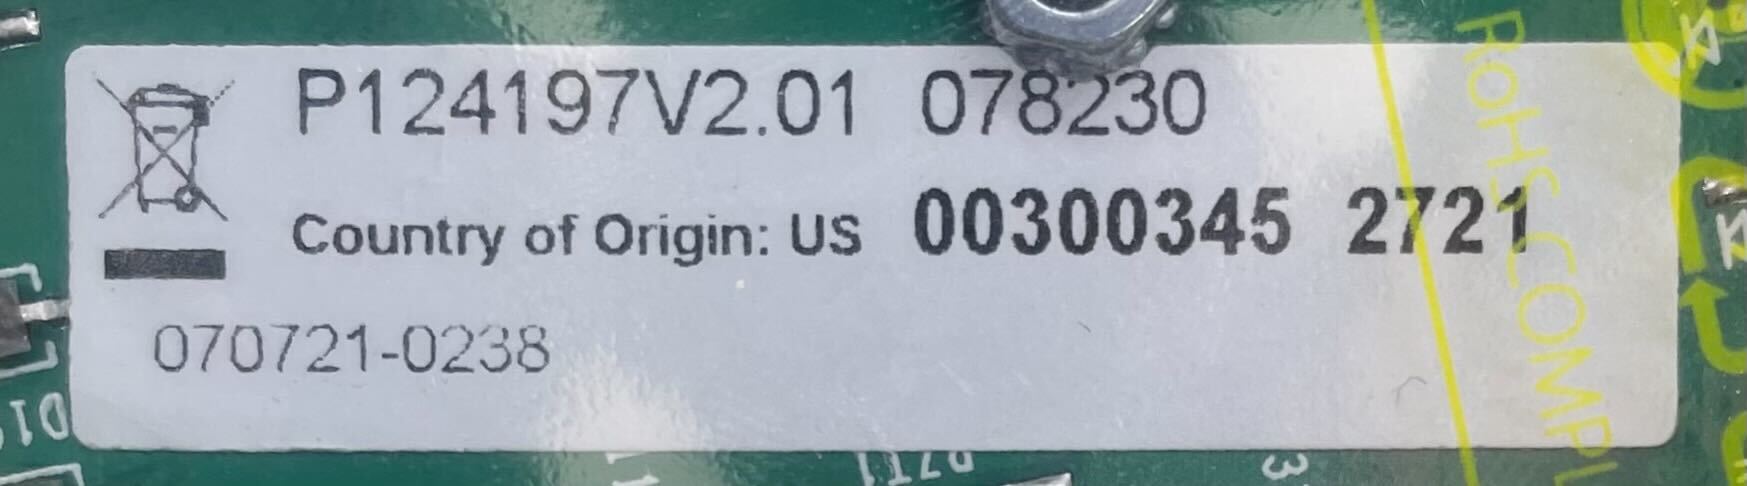 P124197V2.01 078230
Country of Origin: US 00300345 2721
070721-0238
RoHS COMPL